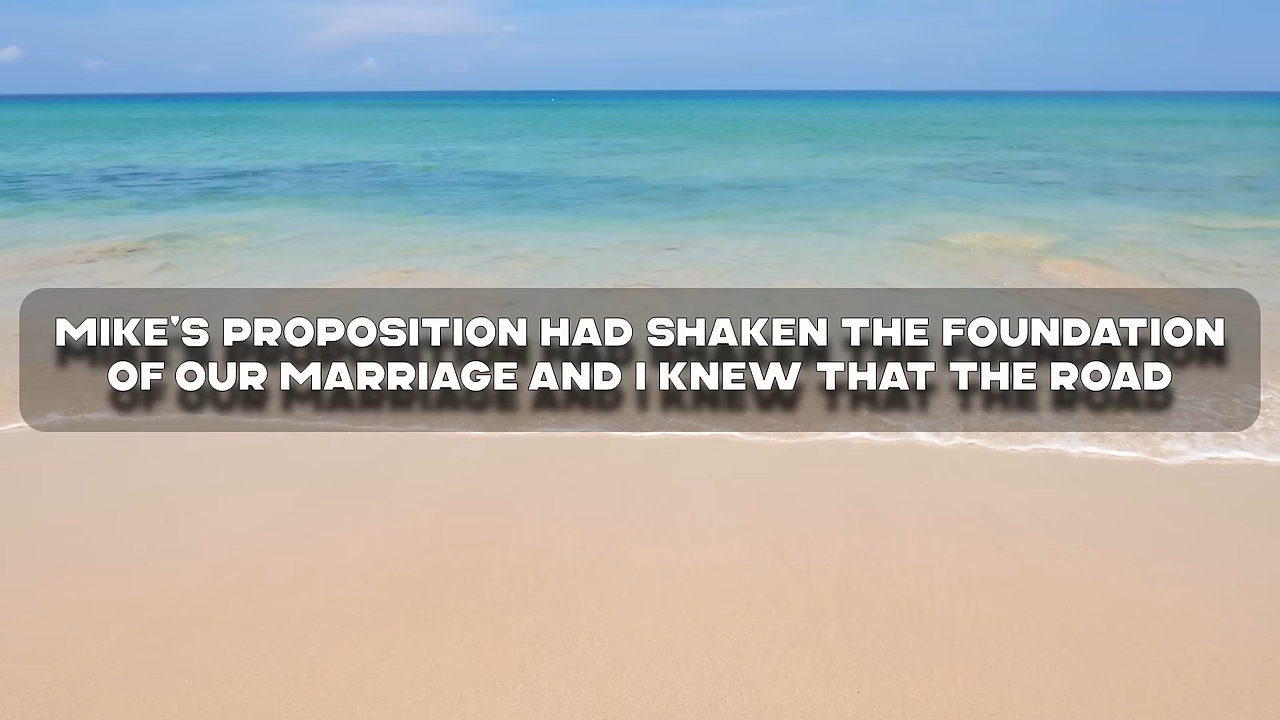 MIKE'S PROPOSITION HAD SHAKEN THE FOUNDATION
OF OUR MARRIAGE AND I KNEW THAT THE ROAD